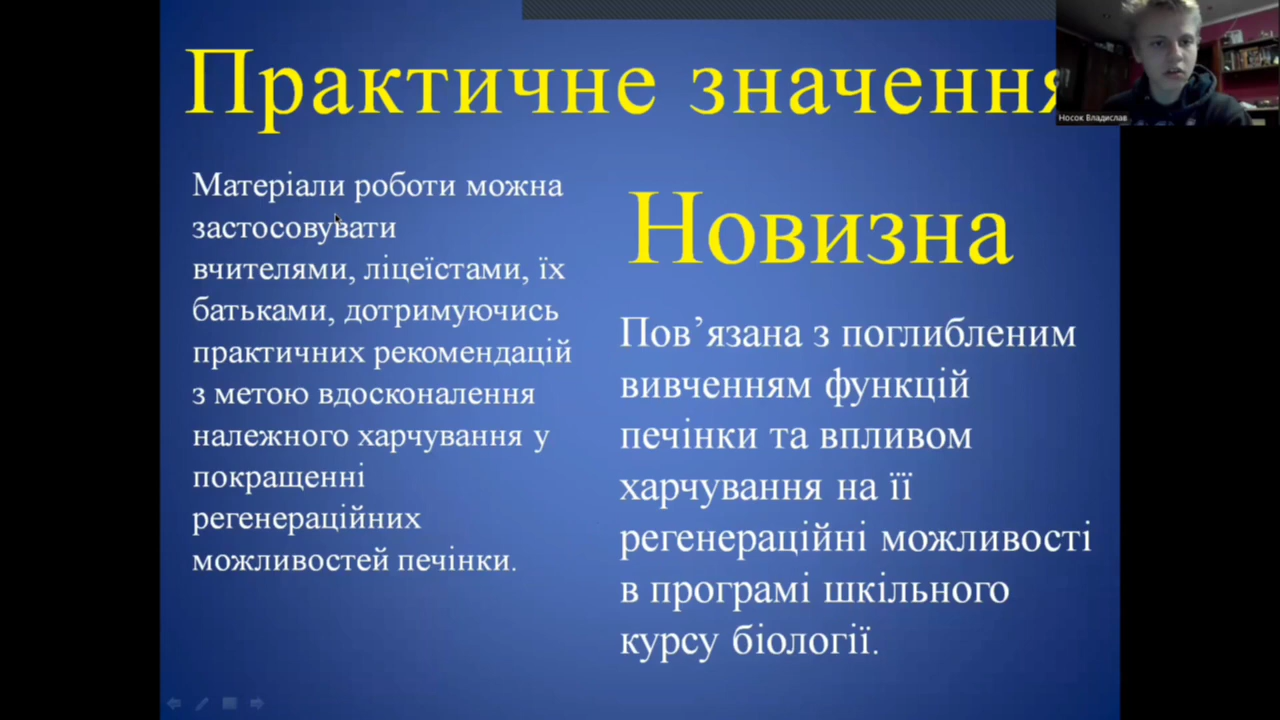 Практичне значення
Носок Владислав
Матеріали роботи можна
застосовувати
вчителями, ліцеїстами, їх
батьками, дотримуючись
практичних рекомендацій
з метою вдосконалення
належного харчування у
покращенні
регенераційних
можливостей печінки.
Новизна
Пов’язана з поглибленим
вивченням функцій
печінки та впливом
харчування на її
регенераційні можливості
в програмі шкільного
курсу біології.